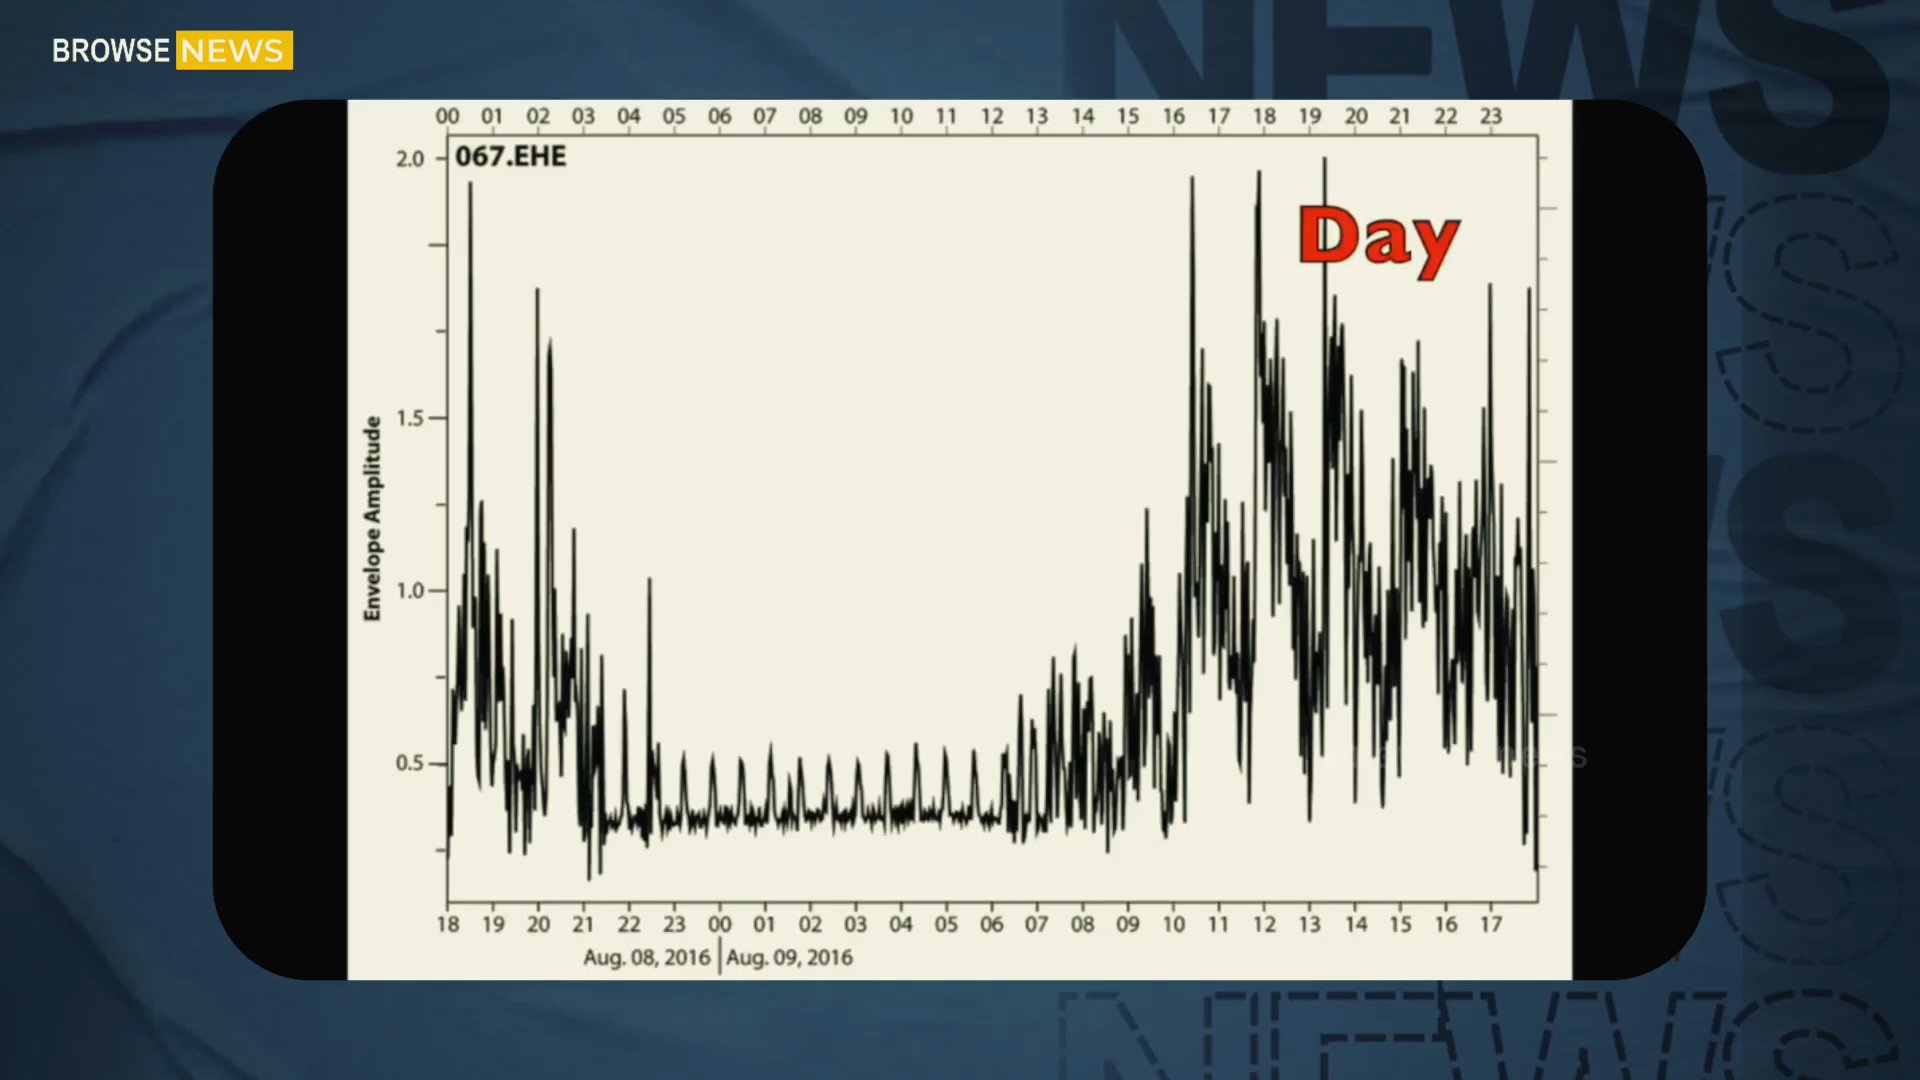 BROWSE NEWS
NEWS
00 01 02 03 04 05 06 07 08 09 10 11 12 13 14 15 16 17 18 19 20 21 22 23
067.EHE
2.0
Day
1.5
Envelope Amplitude
1.0
0.5
news
18 19 20 21 22 23 00 01 02 03 04 05 06 07 08 09 10 11 12 13 14 15 16 17
Aug. 08, 2016 Aug. 09, 2016
NEWS